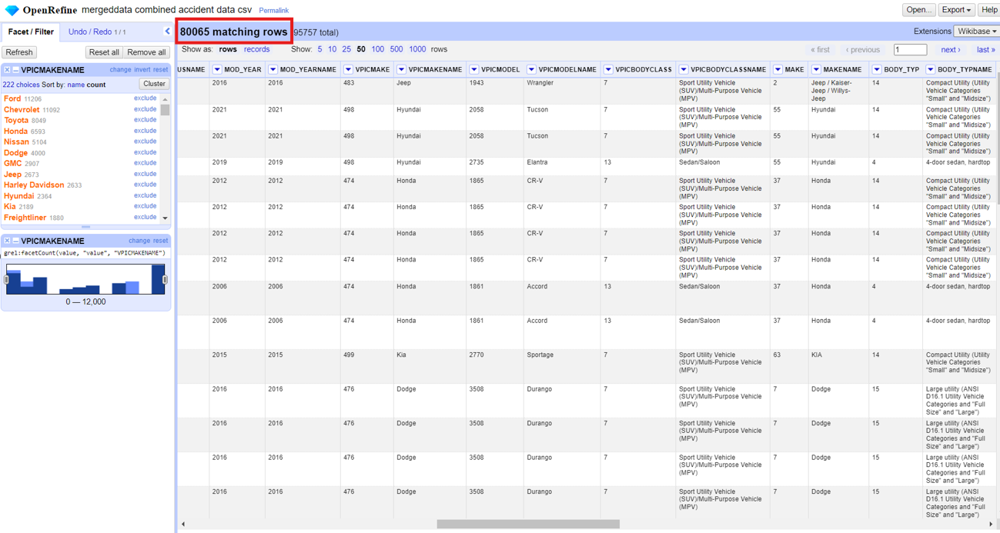 OpenRefine mergeddata combined accident data csv Permalink
Open... Export Help
Facet / Filter Undo / Redo 1 / 1
80065 matching rows (95757 total)
Extensions Wikibase
Refresh Reset all Remove all
Show as: rows records Show: 5 10 25 50 100 500 1000 rows
« first ‹ previous 1 next › last »
VPICMAKENAME change invert reset
222 choices Sort by: name count Cluster
Ford 11206 exclude
Chevrolet 11092 exclude
Toyota 8049 exclude
Honda 6593 exclude
Nissan 5104 exclude
Dodge 4000 exclude
GMC 2907 exclude
Jeep 2673 exclude
Harley Davidson 2633 exclude
Hyundai 2364 exclude
Kia 2189 exclude
Freightliner 1880 exclude
VPICMAKENAME change reset
grel:facetCount(value, "value", "VPICMAKENAME")
0 — 12,000
USNAME MOD_YEAR MOD_YEARNAME VPICMAKE VPICMAKENAME VPICMODEL VPICMODELNAME VPICBODYCLASS VPICBODYCLASSNAME MAKE MAKENAME BODY_TYP BODY_TYPNAME
2016 2016 483 Jeep 1943 Wrangler 7 Sport Utility Vehicle 2 Jeep / Kaiser- 14 Compact Utility (Utility
(SUV)/Multi-Purpose Vehicle Jeep / Willys- Vehicle Categories
(MPV) Jeep "Small" and "Midsize")
2021 2021 498 Hyundai 2058 Tucson 7 Sport Utility Vehicle 55 Hyundai 14 Compact Utility (Utility
(SUV)/Multi-Purpose Vehicle Vehicle Categories
(MPV) "Small" and "Midsize")
2021 2021 498 Hyundai 2058 Tucson 7 Sport Utility Vehicle 55 Hyundai 14 Compact Utility (Utility
(SUV)/Multi-Purpose Vehicle Vehicle Categories
(MPV) "Small" and "Midsize")
2019 2019 498 Hyundai 2735 Elantra 13 Sedan/Saloon 55 Hyundai 4 4-door sedan, hardtop
2012 2012 474 Honda 1865 CR-V 7 Sport Utility Vehicle 37 Honda 14 Compact Utility (Utility
(SUV)/Multi-Purpose Vehicle Vehicle Categories
(MPV) "Small" and "Midsize")
2012 2012 474 Honda 1865 CR-V 7 Sport Utility Vehicle 37 Honda 14 Compact Utility (Utility
(SUV)/Multi-Purpose Vehicle Vehicle Categories
(MPV) "Small" and "Midsize")
2012 2012 474 Honda 1865 CR-V 7 Sport Utility Vehicle 37 Honda 14 Compact Utility (Utility
(SUV)/Multi-Purpose Vehicle Vehicle Categories
(MPV) "Small" and "Midsize")
2012 2012 474 Honda 1865 CR-V 7 Sport Utility Vehicle 37 Honda 14 Compact Utility (Utility
(SUV)/Multi-Purpose Vehicle Vehicle Categories
(MPV) "Small" and "Midsize")
2006 2006 474 Honda 1861 Accord 13 Sedan/Saloon 37 Honda 4 4-door sedan, hardtop
2006 2006 474 Honda 1861 Accord 13 Sedan/Saloon 37 Honda 4 4-door sedan, hardtop
2015 2015 499 Kia 2770 Sportage 7 Sport Utility Vehicle 63 KIA 14 Compact Utility (Utility
(SUV)/Multi-Purpose Vehicle Vehicle Categories
(MPV) "Small" and "Midsize")
2016 2016 476 Dodge 3508 Durango 7 Sport Utility Vehicle 7 Dodge 15 Large utility (ANSI
(SUV)/Multi-Purpose Vehicle D16.1 Utility Vehicle
(MPV) Categories and "Full
Size" and "Large")
2016 2016 476 Dodge 3508 Durango 7 Sport Utility Vehicle 7 Dodge 15 Large utility (ANSI
(SUV)/Multi-Purpose Vehicle D16.1 Utility Vehicle
(MPV) Categories and "Full
Size" and "Large")
2016 2016 476 Dodge 3508 Durango 7 Sport Utility Vehicle 7 Dodge 15 Large utility (ANSI
(SUV)/Multi-Purpose Vehicle D16.1 Utility Vehicle
(MPV) Categories and "Full
Size" and "Large")
2016 2016 476 Dodge 3508 Durango 7 Sport Utility Vehicle 7 Dodge 15 Large utility (ANSI
(SUV)/Multi-Purpose Vehicle D16.1 Utility Vehicle
(MPV) Categories and "Full
Size" and "Large")